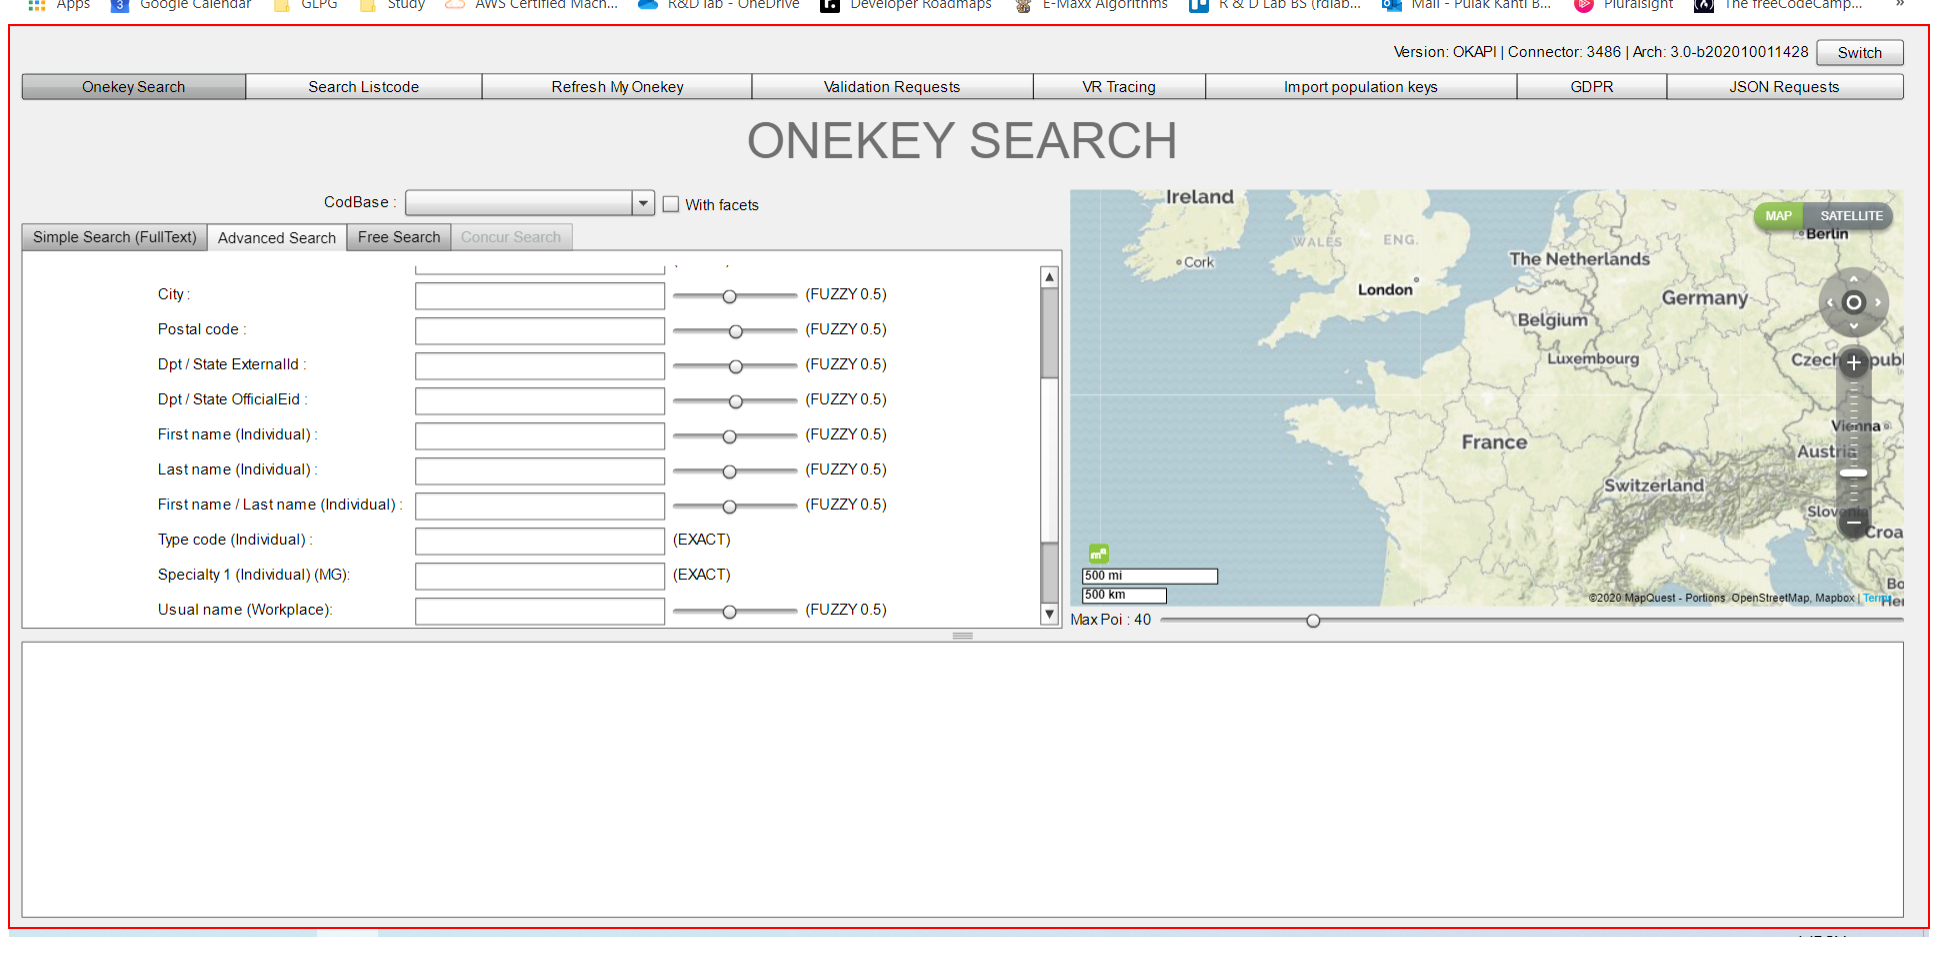 Apps 3 Google Calendar GLPG Study AWS Certified Mach... R&D lab - OneDrive r. Developer Roadmaps E-Maxx Algorithms R & D Lab BS (rdlab... Mail - Pulak Kanti B... Pluralsight The freeCodeCamp... »
Version: OKAPI | Connector: 3486 | Arch: 3.0-b202010011428 Switch
Onekey Search Search Listcode Refresh My Onekey Validation Requests VR Tracing Import population keys GDPR JSON Requests
ONEKEY SEARCH
CodBase : With facets
Simple Search (FullText) Advanced Search Free Search Concur Search
City : (FUZZY 0.5)
Postal code : (FUZZY 0.5)
Dpt / State ExternalId : (FUZZY 0.5)
Dpt / State OfficialEid : (FUZZY 0.5)
First name (Individual) : (FUZZY 0.5)
Last name (Individual) : (FUZZY 0.5)
First name / Last name (Individual) : (FUZZY 0.5)
Type code (Individual) : (EXACT)
Specialty 1 (Individual) (MG): (EXACT)
Usual name (Workplace): (FUZZY 0.5)
Ireland
MAP SATELLITE
WALES ENG.
Berlin
Cork
The Netherlands
London
Germany
Belgium
Luxembourg
Czech Republ
Vienna
France
Austria
Switzerland
Slovenia
Croa
500 mi
Bo
500 km
©2020 MapQuest - Portions OpenStreetMap, Mapbox | Terms
Max Poi : 40